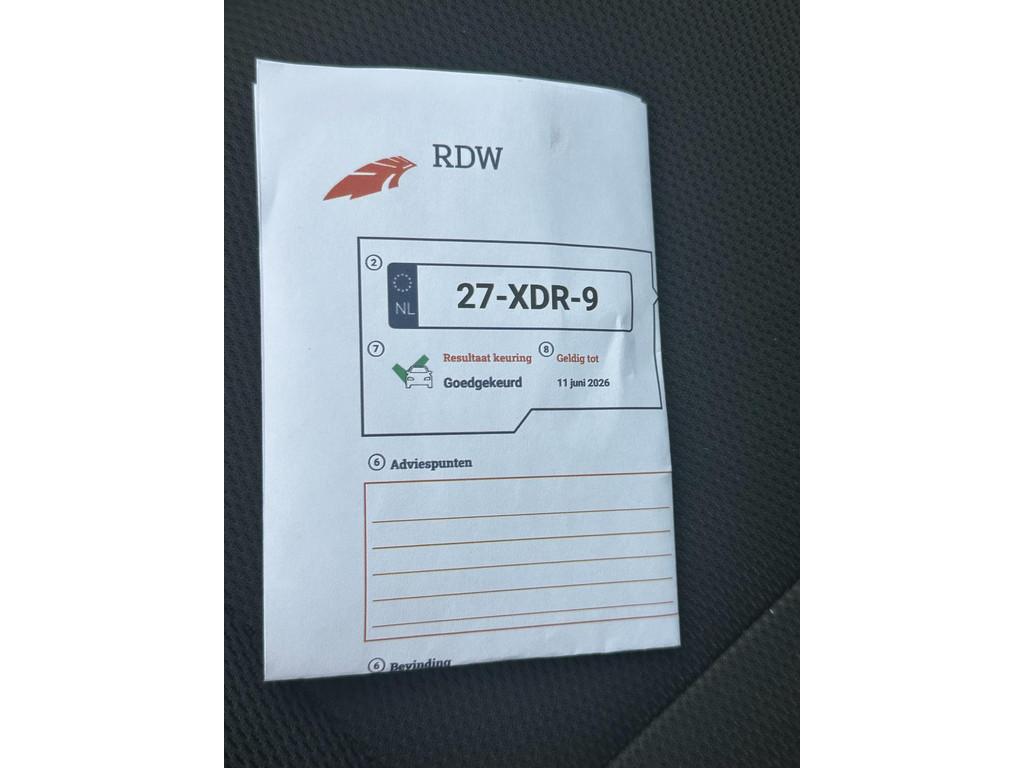 RDW
2
NL
27-XDR-9
7 Resultaat keuring 8 Geldig tot
Goedgekeurd 11 juni 2026
6 Adviespunten
6 Bevinding